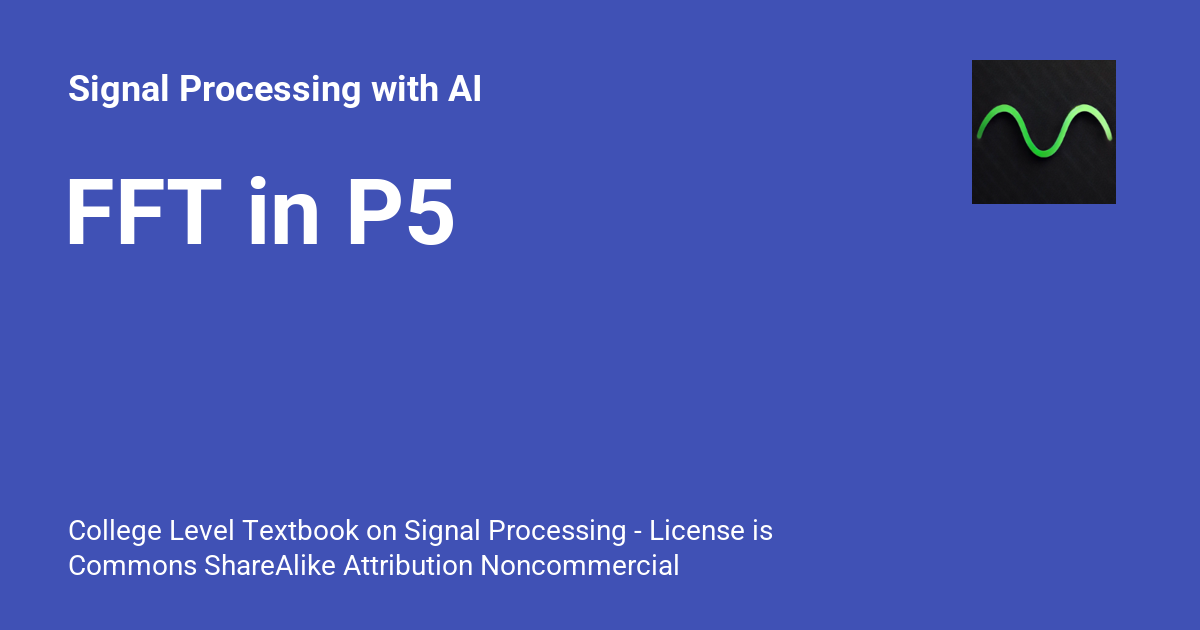 Signal Processing with AI
FFT in P5
College Level Textbook on Signal Processing - License is
Commons ShareAlike Attribution Noncommercial